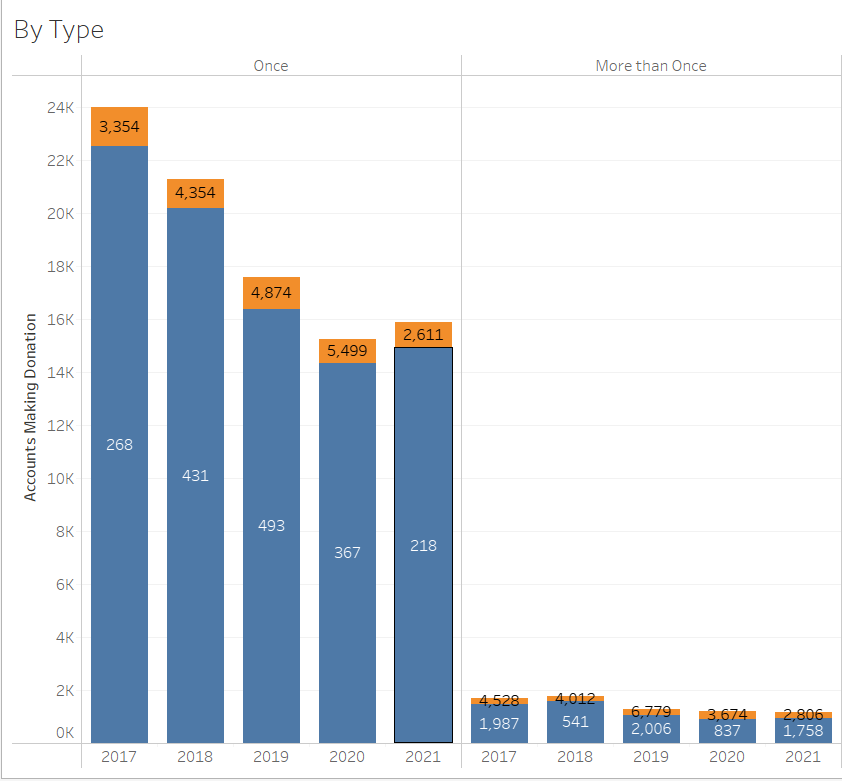 By Type
Once More than Once
Accounts Making Donation
24K
22K
20K
18K
16K
14K
12K
10K
8K
6K
4K
2K
0K
3,354
4,354
4,874
5,499
2,611
268
431
493
367
218
4,528
4,012
6,779
3,674
2,806
1,987
541
2,006
837
1,758
2017 2018 2019 2020 2021 2017 2018 2019 2020 2021